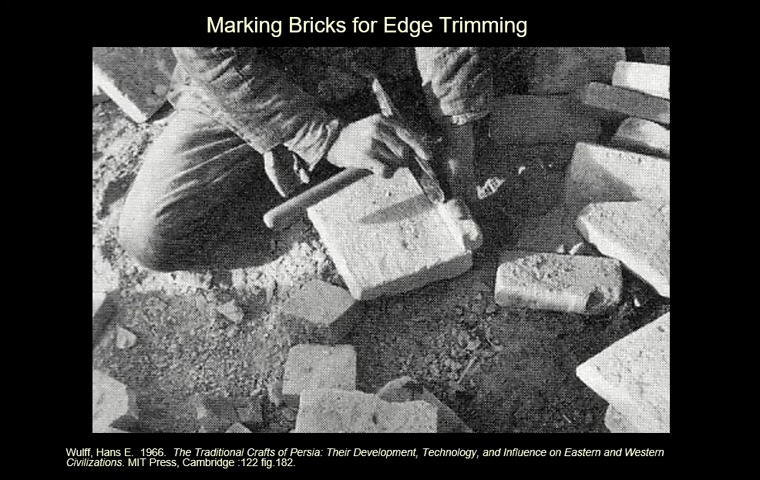 Marking Bricks for Edge Trimming
Wulff, Hans E.  1966.  The Traditional Crafts of Persia: Their Development, Technology, and Influence on Eastern and Western
Civilizations. MIT Press, Cambridge :122 fig.182.